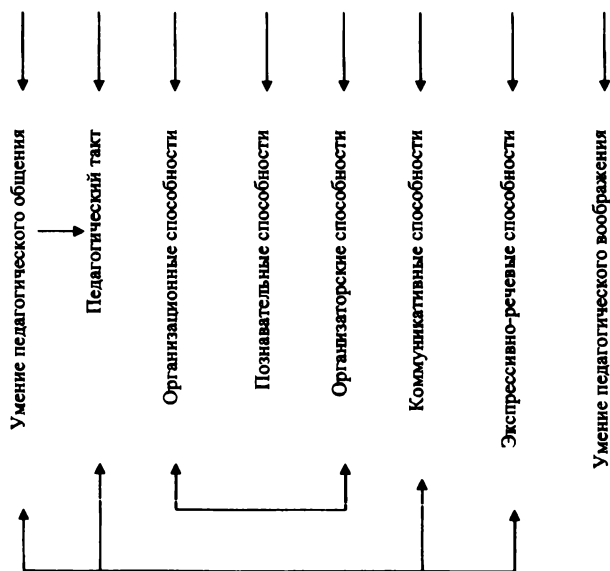 Умение педагогического общения
Педагогический такт
Организационные способности
Познавательные способности
Организаторские способности
Коммуникативные способности
Экспрессивно-речевые способности
Умение педагогического воображения